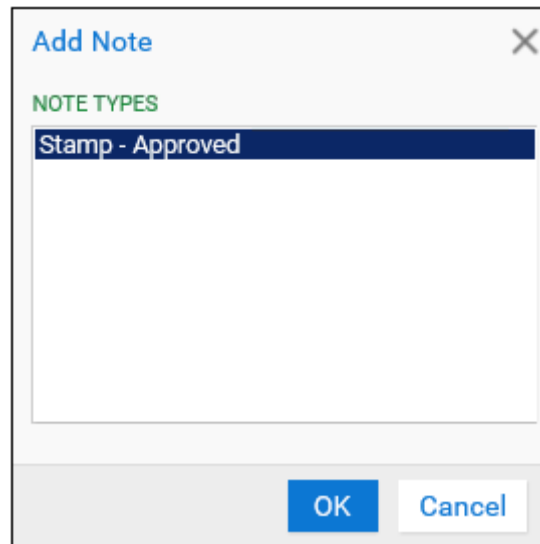 Add Note
NOTE TYPES
Stamp - Approved
OK
Cancel